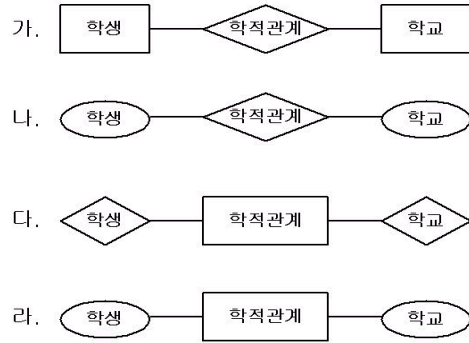 가. 학생 학적관계 학교
나. 학생 학적관계 학교
다. 학생 학적관계 학교
라. 학생 학적관계 학교